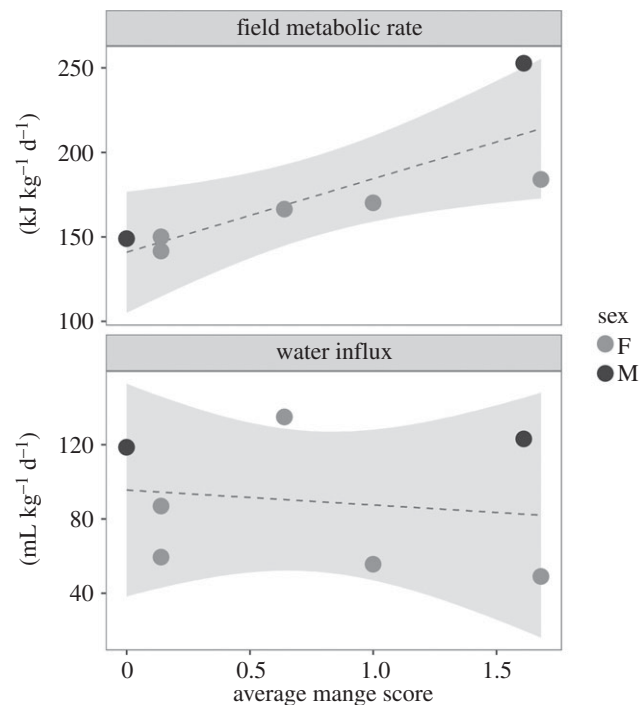 field metabolic rate
(kJ kg⁻¹ d⁻¹)
250
200
150
100
water influx
(mL kg⁻¹ d⁻¹)
120
80
40
0 0.5 1.0 1.5
average mange score
sex
F
M